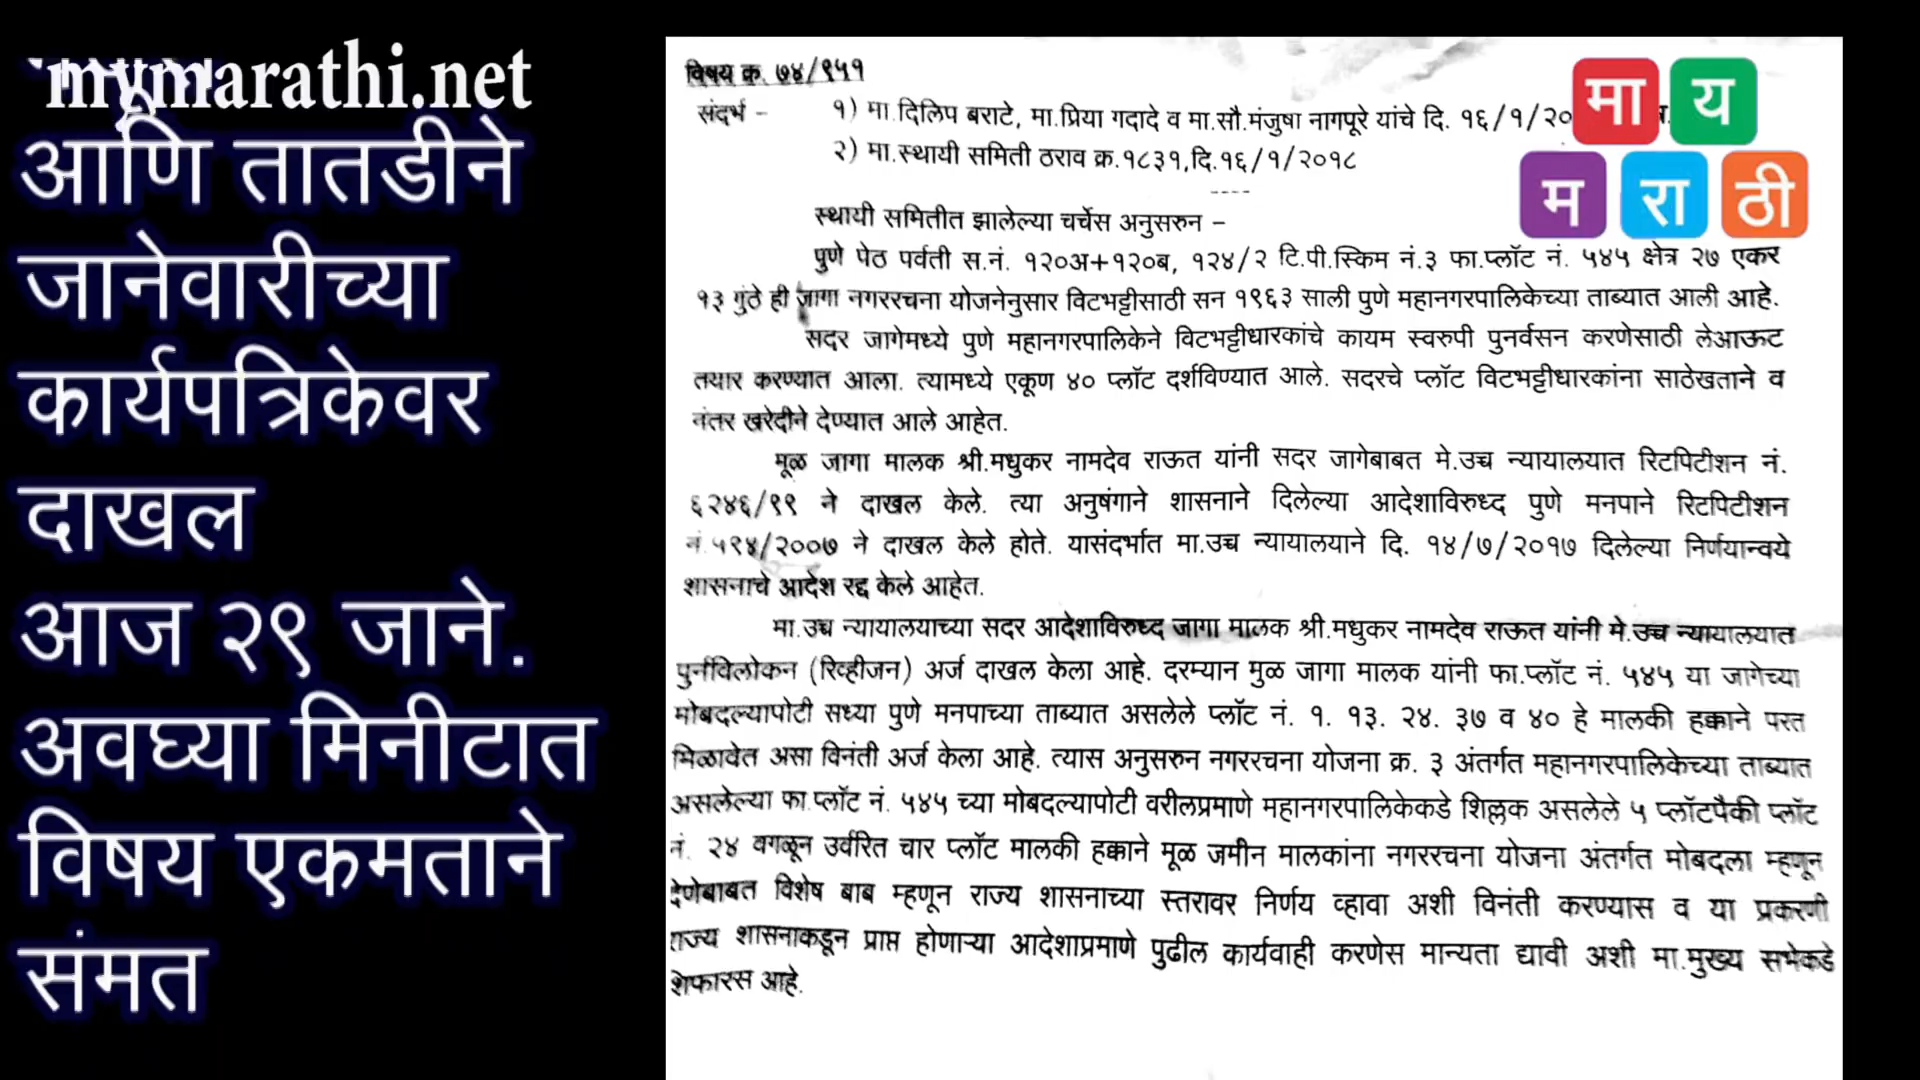 mymarathi.net
आणि तातडीने
जानेवारीच्या
कार्यपत्रिकेवर
दाखल
आज २९ जाने.
अवघ्या मिनीटात
विषय एकमताने
संमत
मा य
म रा ठी
विषय क्र. ७४/९५१
संदर्भ - १) मा.दिलिप बराटे, मा.प्रिया गदादे व मा.सौ.मंजुषा नागपूरे यांचे दि. १६/१/२०
२) मा.स्थायी समिती ठराव क्र.१८३१,दि.१६/१/२०१८
----
स्थायी समितीत झालेल्या चर्चेस अनुसरुन -
पुणे पेठ पर्वती स.नं. १२०अ+१२०ब, १२४/२ टि.पी.स्किम नं.३ फा.प्लॉट नं. ५४५ क्षेत्र २७ एकर
१३ गुंठे ही जागा नगररचना योजनेनुसार विटभट्टीसाठी सन १९६३ साली पुणे महानगरपालिकेच्या ताब्यात आली आहे.
सदर जागेमध्ये पुणे महानगरपालिकेने विटभट्टीधारकांचे कायम स्वरुपी पुनर्वसन करणेसाठी लेआऊट
तयार करण्यात आला. त्यामध्ये एकूण ४० प्लॉट दर्शविण्यात आले. सदरचे प्लॉट विटभट्टीधारकांना साठेखताने व
नंतर खरेदीने देण्यात आले आहेत.
मूळ जागा मालक श्री.मधुकर नामदेव राऊत यांनी सदर जागेबाबत मे.उच्च न्यायालयात रिटपिटीशन नं.
६२४६/९९ ने दाखल केले. त्या अनुषंगाने शासनाने दिलेल्या आदेशाविरुध्द पुणे मनपाने रिटपिटीशन
नं.५९४/२००७ ने दाखल केले होते. यासंदर्भात मा.उच्च न्यायालयाने दि. १४/७/२०१७ दिलेल्या निर्णयान्वये
शासनाचे आदेश रद्द केले आहेत.
मा.उच्च न्यायालयाच्या सदर आदेशाविरुध्द जागा मालक श्री.मधुकर नामदेव राऊत यांनी मे.उच्च न्यायालयात
पुर्नविलोकन (रिव्हीजन) अर्ज दाखल केला आहे. दरम्यान मुळ जागा मालक यांनी फा.प्लॉट नं. ५४५ या जागेच्या
मोबदल्यापोटी सध्या पुणे मनपाच्या ताब्यात असलेले प्लॉट नं. १. १३. २४. ३७ व ४० हे मालकी हक्काने परत
मिळावेत असा विनंती अर्ज केला आहे. त्यास अनुसरुन नगररचना योजना क्र. ३ अंतर्गत महानगरपालिकेच्या ताब्यात
असलेल्या फा.प्लॉट नं. ५४५ च्या मोबदल्यापोटी वरीलप्रमाणे महानगरपालिकेकडे शिल्लक असलेले ५ प्लॉटपैकी प्लॉट
नं. २४ वगळून उर्वरित चार प्लॉट मालकी हक्काने मूळ जमीन मालकांना नगररचना योजना अंतर्गत मोबदला म्हणून
देणेबाबत विशेष बाब म्हणून राज्य शासनाच्या स्तरावर निर्णय व्हावा अशी विनंती करण्यास व या प्रकरणी
राज्य शासनाकडून प्राप्त होणाऱ्या आदेशाप्रमाणे पुढील कार्यवाही करणेस मान्यता द्यावी अशी मा.मुख्य सभेकडे
शिफारस आहे.